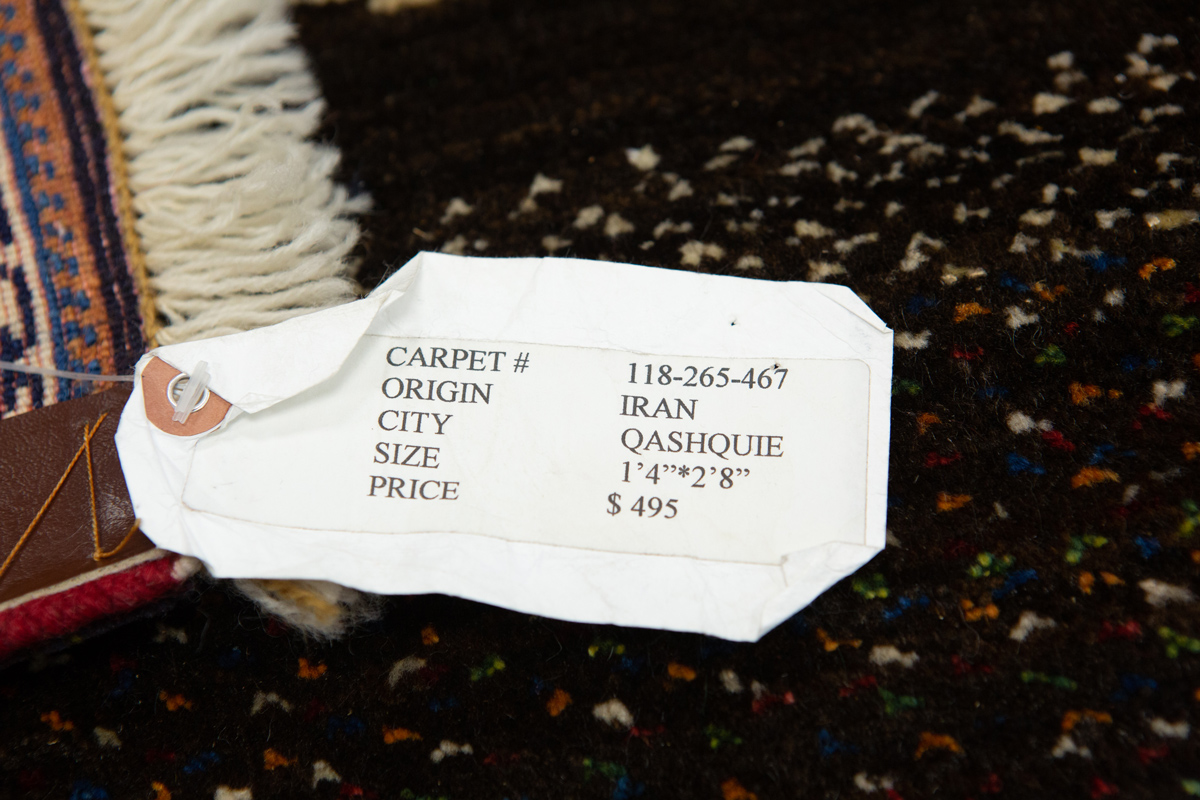 CARPET # 118-265-467
ORIGIN IRAN
CITY QASHQUIE
SIZE 1’4”*2’8”
PRICE $ 495